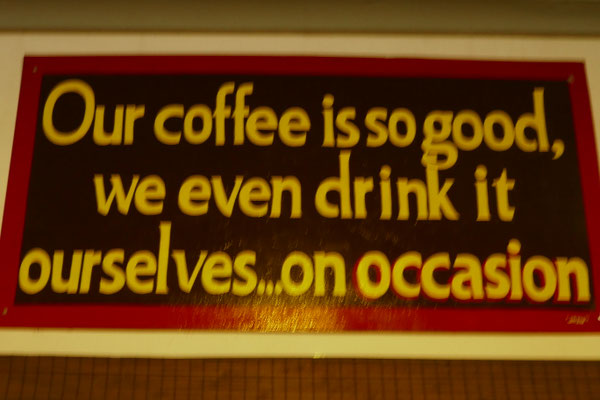 Our coffee is so good,
we even drink it
ourselves...on occasion